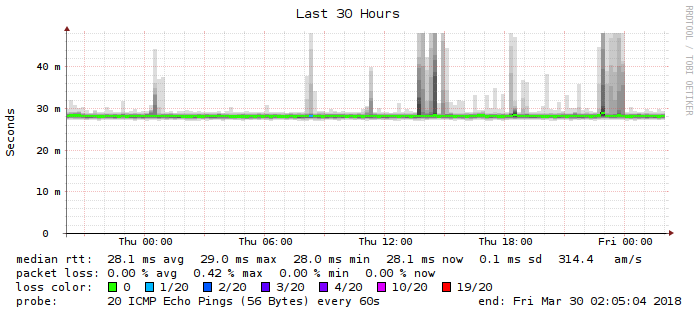 Last 30 Hours
RRDTOOL / TOBI OETIKER
Seconds
40 m
30 m
20 m
10 m
0
Thu 00:00 Thu 06:00 Thu 12:00 Thu 18:00 Fri 00:00
median rtt: 28.1 ms avg 29.0 ms max 28.0 ms min 28.1 ms now 0.1 ms sd 314.4 am/s
packet loss: 0.00 % avg 0.42 % max 0.00 % min 0.00 % now
loss color: 0 1/20 2/20 3/20 4/20 10/20 19/20
probe: 20 ICMP Echo Pings (56 Bytes) every 60s end: Fri Mar 30 02:05:04 2018